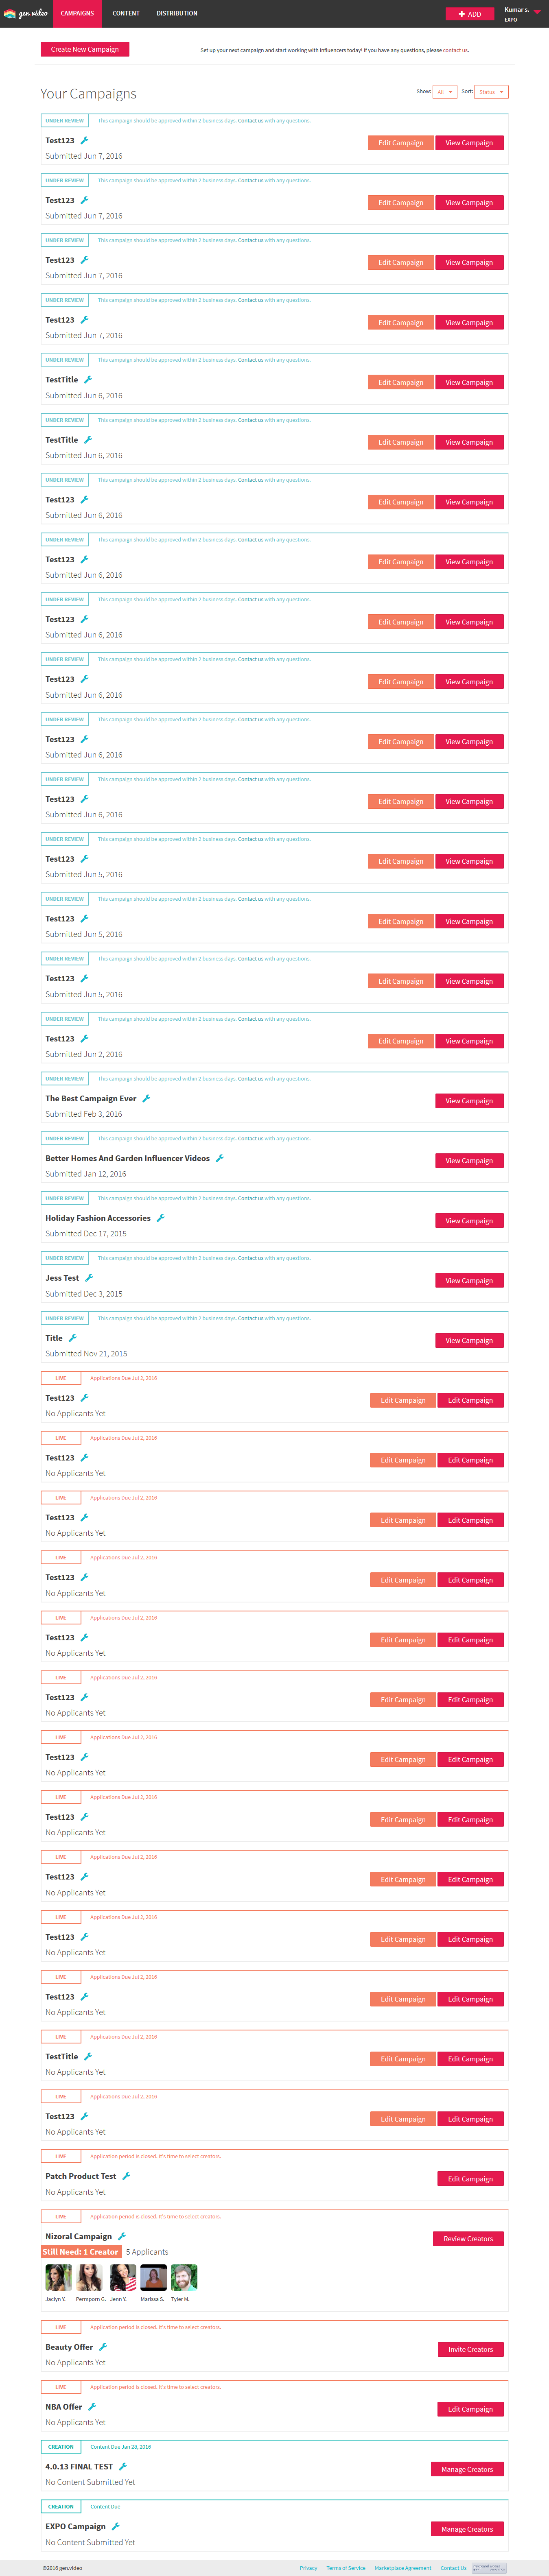 gen.video CAMPAIGNS CONTENT DISTRIBUTION + ADD Kumar s.
EXPO
Create New Campaign Set up your next campaign and start working with influencers today! If you have any questions, please contact us.
Your Campaigns Show: All Sort: Status
UNDER REVIEW This campaign should be approved within 2 business days. Contact us with any questions.
Test123 Edit Campaign View Campaign
Submitted Jun 7, 2016
UNDER REVIEW This campaign should be approved within 2 business days. Contact us with any questions.
Test123 Edit Campaign View Campaign
Submitted Jun 7, 2016
UNDER REVIEW This campaign should be approved within 2 business days. Contact us with any questions.
Test123 Edit Campaign View Campaign
Submitted Jun 7, 2016
UNDER REVIEW This campaign should be approved within 2 business days. Contact us with any questions.
Test123 Edit Campaign View Campaign
Submitted Jun 7, 2016
UNDER REVIEW This campaign should be approved within 2 business days. Contact us with any questions.
TestTitle Edit Campaign View Campaign
Submitted Jun 6, 2016
UNDER REVIEW This campaign should be approved within 2 business days. Contact us with any questions.
TestTitle Edit Campaign View Campaign
Submitted Jun 6, 2016
UNDER REVIEW This campaign should be approved within 2 business days. Contact us with any questions.
Test123 Edit Campaign View Campaign
Submitted Jun 6, 2016
UNDER REVIEW This campaign should be approved within 2 business days. Contact us with any questions.
Test123 Edit Campaign View Campaign
Submitted Jun 6, 2016
UNDER REVIEW This campaign should be approved within 2 business days. Contact us with any questions.
Test123 Edit Campaign View Campaign
Submitted Jun 6, 2016
UNDER REVIEW This campaign should be approved within 2 business days. Contact us with any questions.
Test123 Edit Campaign View Campaign
Submitted Jun 6, 2016
UNDER REVIEW This campaign should be approved within 2 business days. Contact us with any questions.
Test123 Edit Campaign View Campaign
Submitted Jun 6, 2016
UNDER REVIEW This campaign should be approved within 2 business days. Contact us with any questions.
Test123 Edit Campaign View Campaign
Submitted Jun 6, 2016
UNDER REVIEW This campaign should be approved within 2 business days. Contact us with any questions.
Test123 Edit Campaign View Campaign
Submitted Jun 5, 2016
UNDER REVIEW This campaign should be approved within 2 business days. Contact us with any questions.
Test123 Edit Campaign View Campaign
Submitted Jun 5, 2016
UNDER REVIEW This campaign should be approved within 2 business days. Contact us with any questions.
Test123 Edit Campaign View Campaign
Submitted Jun 5, 2016
UNDER REVIEW This campaign should be approved within 2 business days. Contact us with any questions.
Test123 Edit Campaign View Campaign
Submitted Jun 2, 2016
UNDER REVIEW This campaign should be approved within 2 business days. Contact us with any questions.
The Best Campaign Ever View Campaign
Submitted Feb 3, 2016
UNDER REVIEW This campaign should be approved within 2 business days. Contact us with any questions.
Better Homes And Garden Influencer Videos View Campaign
Submitted Jan 12, 2016
UNDER REVIEW This campaign should be approved within 2 business days. Contact us with any questions.
Holiday Fashion Accessories View Campaign
Submitted Dec 17, 2015
UNDER REVIEW This campaign should be approved within 2 business days. Contact us with any questions.
Jess Test View Campaign
Submitted Dec 3, 2015
UNDER REVIEW This campaign should be approved within 2 business days. Contact us with any questions.
Title View Campaign
Submitted Nov 21, 2015
LIVE Applications Due Jul 2, 2016
Test123 Edit Campaign Edit Campaign
No Applicants Yet
LIVE Applications Due Jul 2, 2016
Test123 Edit Campaign Edit Campaign
No Applicants Yet
LIVE Applications Due Jul 2, 2016
Test123 Edit Campaign Edit Campaign
No Applicants Yet
LIVE Applications Due Jul 2, 2016
Test123 Edit Campaign Edit Campaign
No Applicants Yet
LIVE Applications Due Jul 2, 2016
Test123 Edit Campaign Edit Campaign
No Applicants Yet
LIVE Applications Due Jul 2, 2016
Test123 Edit Campaign Edit Campaign
No Applicants Yet
LIVE Applications Due Jul 2, 2016
Test123 Edit Campaign Edit Campaign
No Applicants Yet
LIVE Applications Due Jul 2, 2016
Test123 Edit Campaign Edit Campaign
No Applicants Yet
LIVE Applications Due Jul 2, 2016
Test123 Edit Campaign Edit Campaign
No Applicants Yet
LIVE Applications Due Jul 2, 2016
Test123 Edit Campaign Edit Campaign
No Applicants Yet
LIVE Applications Due Jul 2, 2016
Test123 Edit Campaign Edit Campaign
No Applicants Yet
LIVE Applications Due Jul 2, 2016
TestTitle Edit Campaign Edit Campaign
No Applicants Yet
LIVE Applications Due Jul 2, 2016
Test123 Edit Campaign Edit Campaign
No Applicants Yet
LIVE Application period is closed. It's time to select creators.
Patch Product Test Edit Campaign
No Applicants Yet
LIVE Application period is closed. It's time to select creators.
Nizoral Campaign Review Creators
Still Need: 1 Creator 5 Applicants
Jaclyn Y. Permporn G. Jenn Y. Marissa S. Tyler M.
LIVE Application period is closed. It's time to select creators.
Beauty Offer Invite Creators
No Applicants Yet
LIVE Application period is closed. It's time to select creators.
NBA Offer Edit Campaign
No Applicants Yet
CREATION Content Due Jan 28, 2016
4.0.13 FINAL TEST Manage Creators
No Content Submitted Yet
CREATION Content Due
EXPO Campaign Manage Creators
No Content Submitted Yet
©2016 gen.video Privacy Terms of Service Marketplace Agreement Contact Us